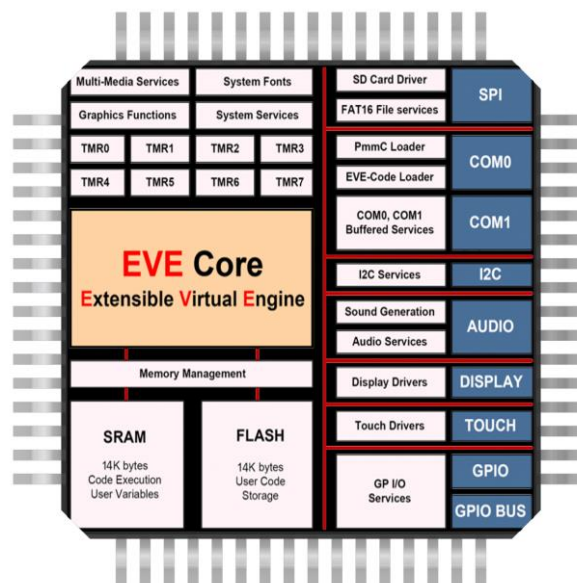 Multi-Media Services
System Fonts
Graphics Functions
System Services
TMR0
TMR1
TMR2
TMR3
TMR4
TMR5
TMR6
TMR7
EVE Core
Extensible Virtual Engine
Memory Management
SRAM
14K bytes
Code Execution
User Variables
FLASH
14K bytes
User Code
Storage
SD Card Driver
FAT16 File services
SPI
PmmC Loader
EVE-Code Loader
COM0
COM0, COM1
Buffered Services
COM1
I2C Services
I2C
Sound Generation
Audio Services
AUDIO
Display Drivers
DISPLAY
Touch Drivers
TOUCH
GP I/O
Services
GPIO
GPIO BUS